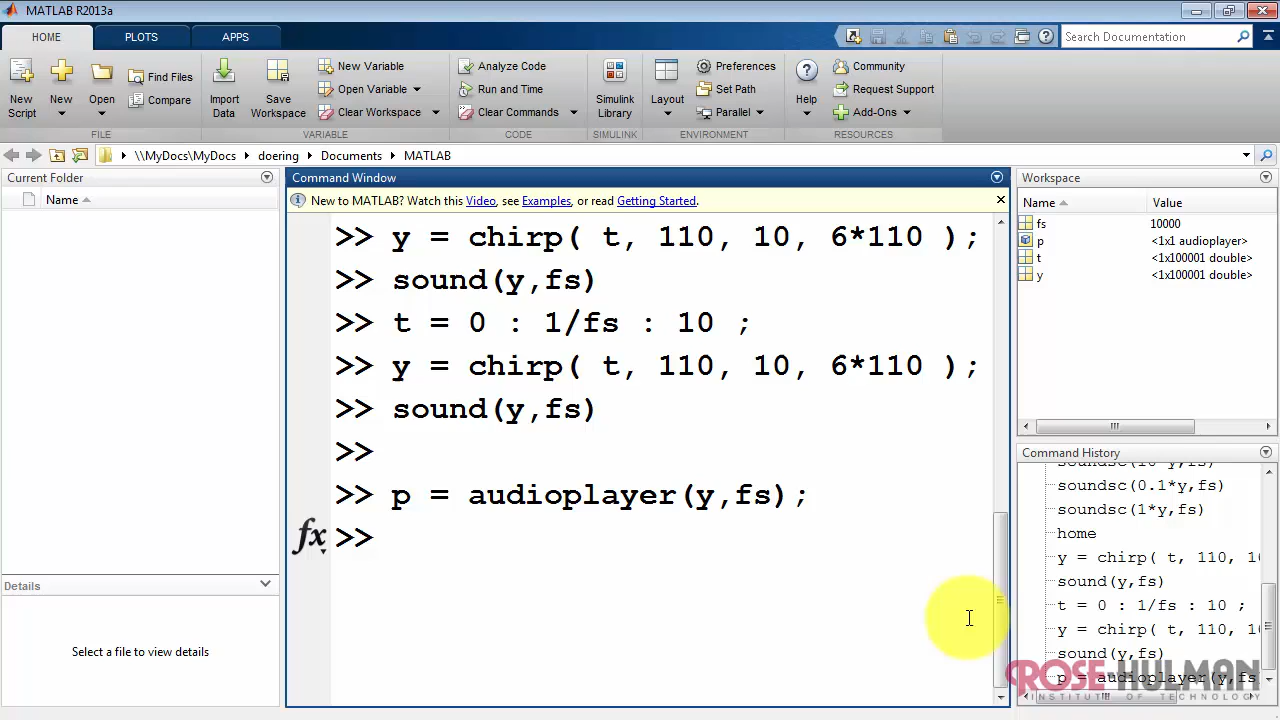 MATLAB R2013a
HOME PLOTS APPS
Search Documentation
New Script
New
Open
Find Files
Compare
FILE
Import Data
Save Workspace
New Variable
Open Variable
Clear Workspace
VARIABLE
Analyze Code
Run and Time
Clear Commands
CODE
Simulink Library
SIMULINK
Layout
Preferences
Set Path
Parallel
ENVIRONMENT
Help
Community
Request Support
Add-Ons
RESOURCES
\\MyDocs\MyDocs doering Documents MATLAB
Current Folder
Name
Details
Select a file to view details
Command Window
New to MATLAB? Watch this Video, see Examples, or read Getting Started.
>> y = chirp( t, 110, 10, 6*110 );
>> sound(y,fs)
>> t = 0 : 1/fs : 10 ;
>> y = chirp( t, 110, 10, 6*110 );
>> sound(y,fs)
>>
>> p = audioplayer(y,fs);
fx >>
Workspace
Name Value
fs 10000
p <1x1 audioplayer>
t <1x100001 double>
y <1x100001 double>
Command History
soundsc(10*y,fs)
soundsc(0.1*y,fs)
soundsc(1*y,fs)
home
y = chirp( t, 110, 10
sound(y,fs)
t = 0 : 1/fs : 10 ;
y = chirp( t, 110, 10
sound(y,fs)
p = audioplayer(y,fs
ROSE-HULMAN
INSTITUTE OF TECHNOLOGY